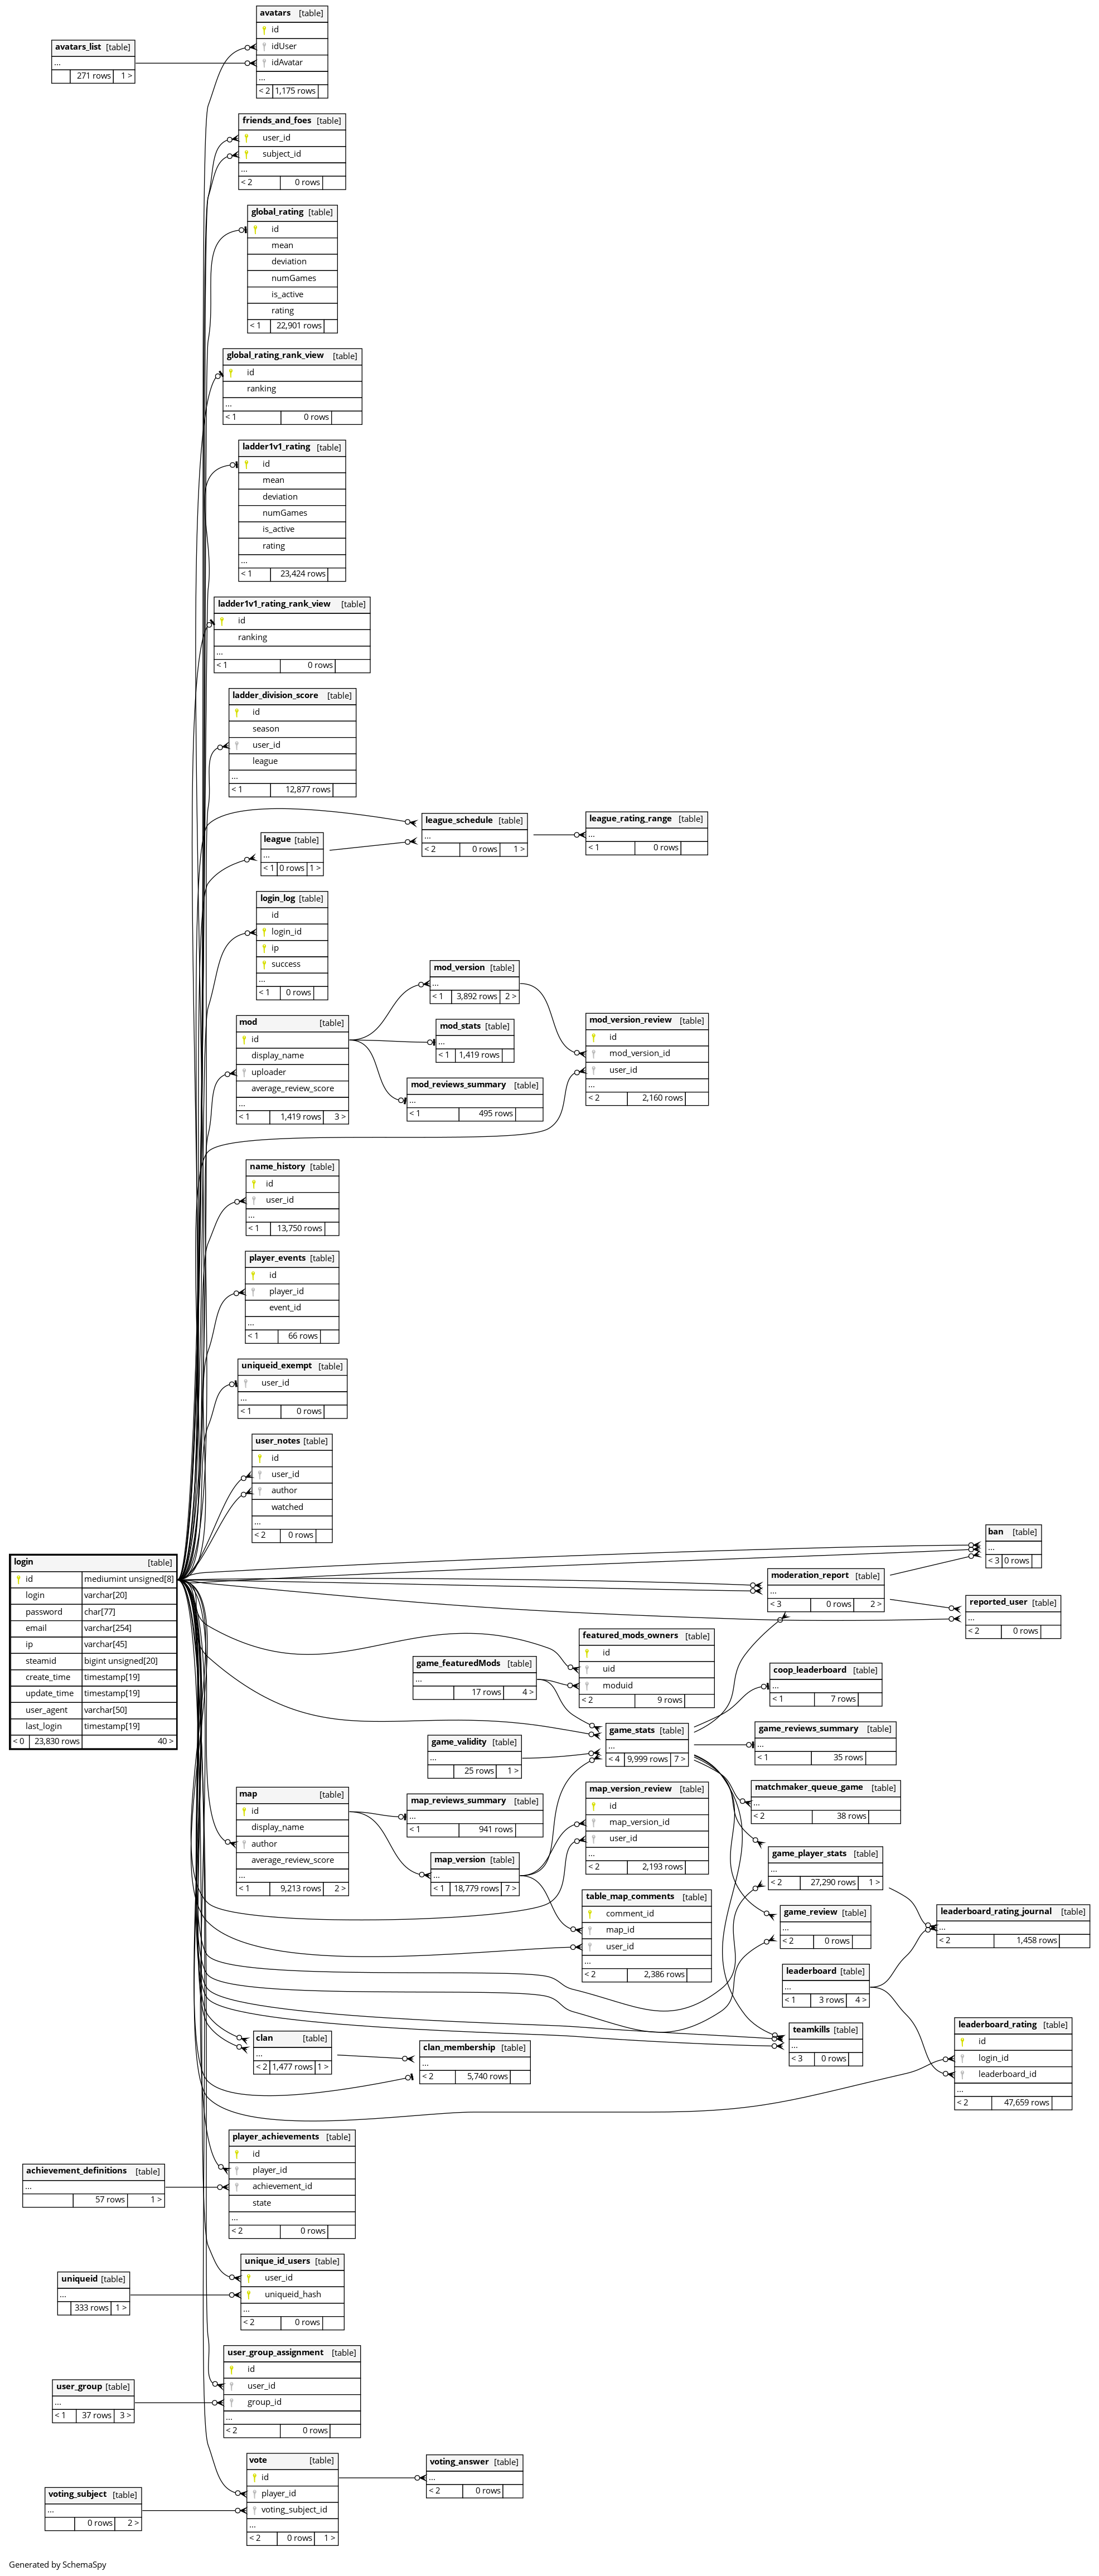 avatars [table]
id
idUser
idAvatar
...
< 2 1,175 rows
avatars_list [table]
...
271 rows 1 >
friends_and_foes [table]
user_id
subject_id
...
< 2 0 rows
global_rating [table]
id
mean
deviation
numGames
is_active
rating
< 1 22,901 rows
global_rating_rank_view [table]
id
ranking
...
< 1 0 rows
ladder1v1_rating [table]
id
mean
deviation
numGames
is_active
rating
...
< 1 23,424 rows
ladder1v1_rating_rank_view [table]
id
ranking
...
< 1 0 rows
ladder_division_score [table]
id
season
user_id
league
...
< 1 12,877 rows
league_schedule [table]
...
< 2 0 rows 1 >
league_rating_range [table]
...
< 1 0 rows
league [table]
...
< 1 0 rows 1 >
login_log [table]
id
login_id
ip
success
...
< 1 0 rows
mod_version [table]
...
< 1 3,892 rows 2 >
mod [table]
id
display_name
uploader
average_review_score
...
< 1 1,419 rows 3 >
mod_stats [table]
...
< 1 1,419 rows
mod_version_review [table]
id
mod_version_id
user_id
...
< 2 2,160 rows
mod_reviews_summary [table]
...
< 1 495 rows
name_history [table]
id
user_id
...
< 1 13,750 rows
player_events [table]
id
player_id
event_id
...
< 1 66 rows
uniqueid_exempt [table]
user_id
...
< 1 0 rows
user_notes [table]
id
user_id
author
watched
...
< 2 0 rows
login [table]
id mediumint unsigned[8]
login varchar[20]
password char[77]
email varchar[254]
ip varchar[45]
steamid bigint unsigned[20]
create_time timestamp[19]
update_time timestamp[19]
user_agent varchar[50]
last_login timestamp[19]
< 0 23,830 rows 40 >
ban [table]
...
< 3 0 rows
moderation_report [table]
...
< 3 0 rows 2 >
reported_user [table]
...
< 2 0 rows
featured_mods_owners [table]
id
uid
moduid
< 2 9 rows
game_featuredMods [table]
...
17 rows 4 >
coop_leaderboard [table]
...
< 1 7 rows
game_stats [table]
...
< 4 9,999 rows 7 >
game_reviews_summary [table]
...
< 1 35 rows
game_validity [table]
...
25 rows 1 >
matchmaker_queue_game [table]
...
< 2 38 rows
map [table]
id
display_name
author
average_review_score
...
< 1 9,213 rows 2 >
map_reviews_summary [table]
...
< 1 941 rows
map_version_review [table]
id
map_version_id
user_id
...
< 2 2,193 rows
map_version [table]
...
< 1 18,779 rows 7 >
game_player_stats [table]
...
< 2 27,290 rows 1 >
table_map_comments [table]
comment_id
map_id
user_id
...
< 2 2,386 rows
game_review [table]
...
< 2 0 rows
leaderboard_rating_journal [table]
...
< 2 1,458 rows
leaderboard [table]
...
< 1 3 rows 4 >
leaderboard_rating [table]
id
login_id
leaderboard_id
...
< 2 47,659 rows
teamkills [table]
...
< 3 0 rows
clan [table]
...
< 2 1,477 rows 1 >
clan_membership [table]
...
< 2 5,740 rows
player_achievements [table]
id
player_id
achievement_id
state
...
< 2 0 rows
achievement_definitions [table]
...
57 rows 1 >
unique_id_users [table]
user_id
uniqueid_hash
...
< 2 0 rows
uniqueid [table]
...
333 rows 1 >
user_group_assignment [table]
id
user_id
group_id
...
< 2 0 rows
user_group [table]
...
< 1 37 rows 3 >
vote [table]
id
player_id
voting_subject_id
...
< 2 0 rows 1 >
voting_answer [table]
...
< 2 0 rows
voting_subject [table]
...
0 rows 2 >
Generated by SchemaSpy